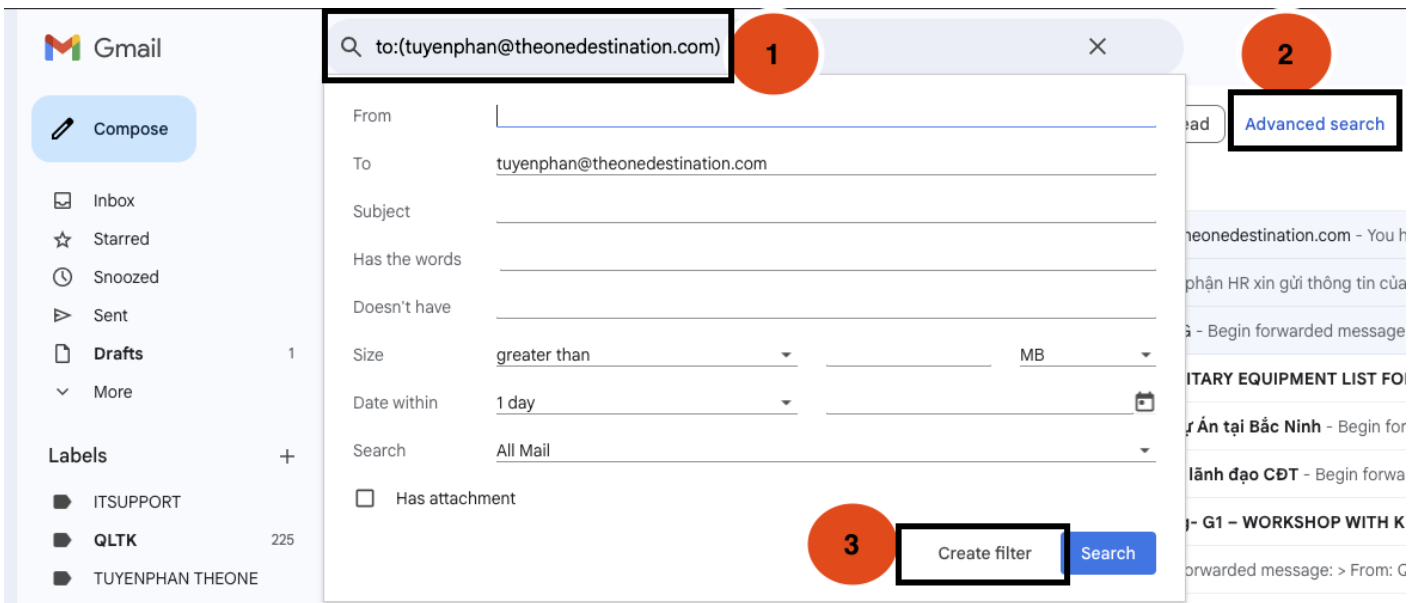 Gmail
to:(tuyenphan@theonedestination.com)
1
2
Compose
From
ead
Advanced search
To
tuyenphan@theonedestination.com
Inbox
Subject
Starred
heonedestination.com - You h
Has the words
Snoozed
phận HR xin gửi thông tin của
Doesn't have
Sent
- Begin forwarded message
Drafts
1
Size
greater than
MB
ITARY EQUIPMENT LIST FO
More
Date within
1 day
ự Án tại Bắc Ninh - Begin for
Labels
+
Search
All Mail
lãnh đạo CĐT - Begin forwa
ITSUPPORT
Has attachment
g- G1 – WORKSHOP WITH K
QLTK
225
3
Create filter
Search
TUYENPHAN THEONE
orwarded message: > From: Q